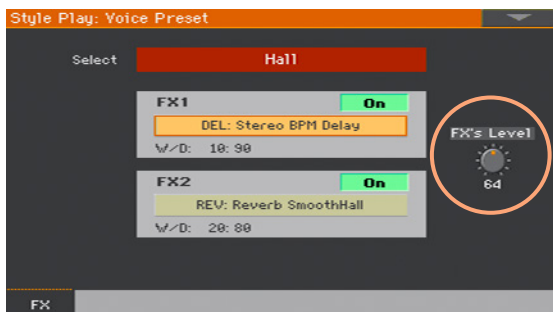 Style Play: Voice Preset
Select Hall
FX1 On
DEL: Stereo BPM Delay
W/D: 10:90
FX's Level
64
FX2 On
REV: Reverb SmoothHall
W/D: 20:80
FX